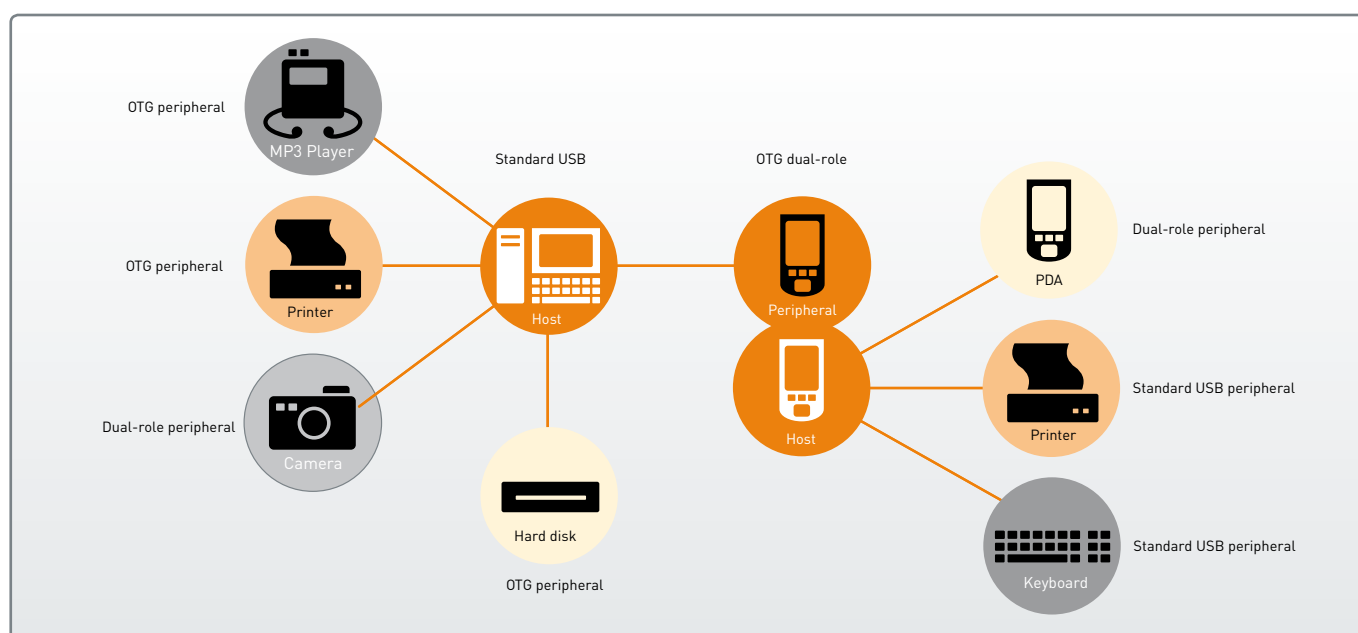 OTG peripheral
MP3 Player
Standard USB
OTG dual-role
Dual-role peripheral
PDA
OTG peripheral
Printer
Host
Peripheral
Standard USB peripheral
Printer
Host
Dual-role peripheral
Camera
Hard disk
OTG peripheral
Standard USB peripheral
Keyboard